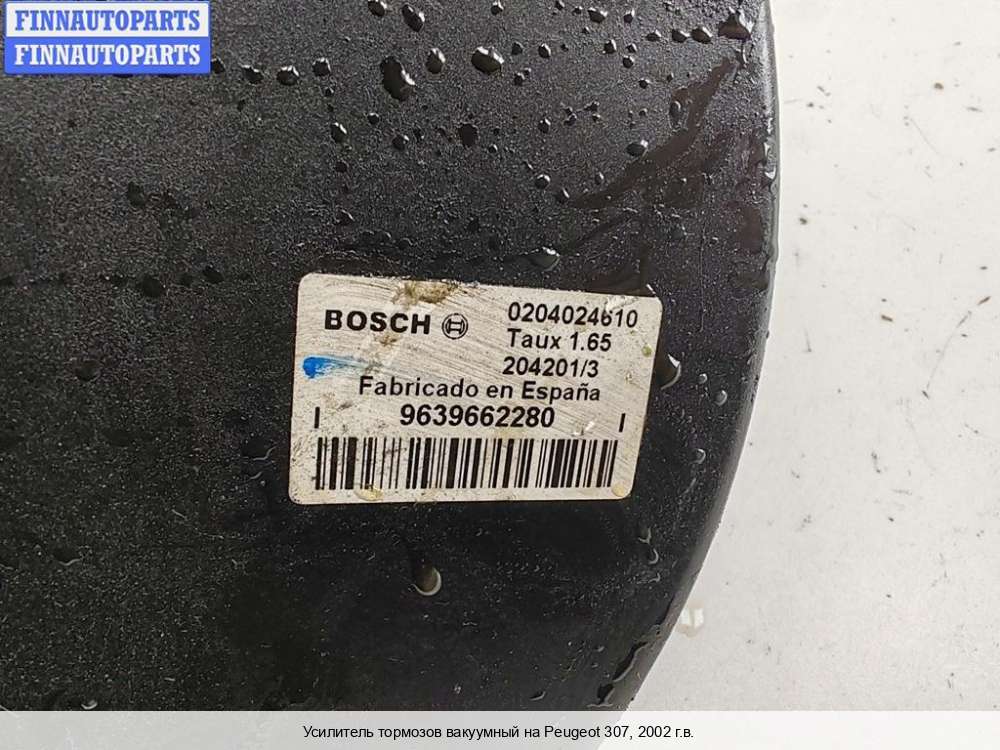 FINNAUTOPARTS
FINNAUTOPARTS
BOSCH 0204024610
Taux 1.65
204201/3
Fabricado en España
9639662280
Усилитель тормозов вакуумный на Peugeot 307, 2002 г.в.